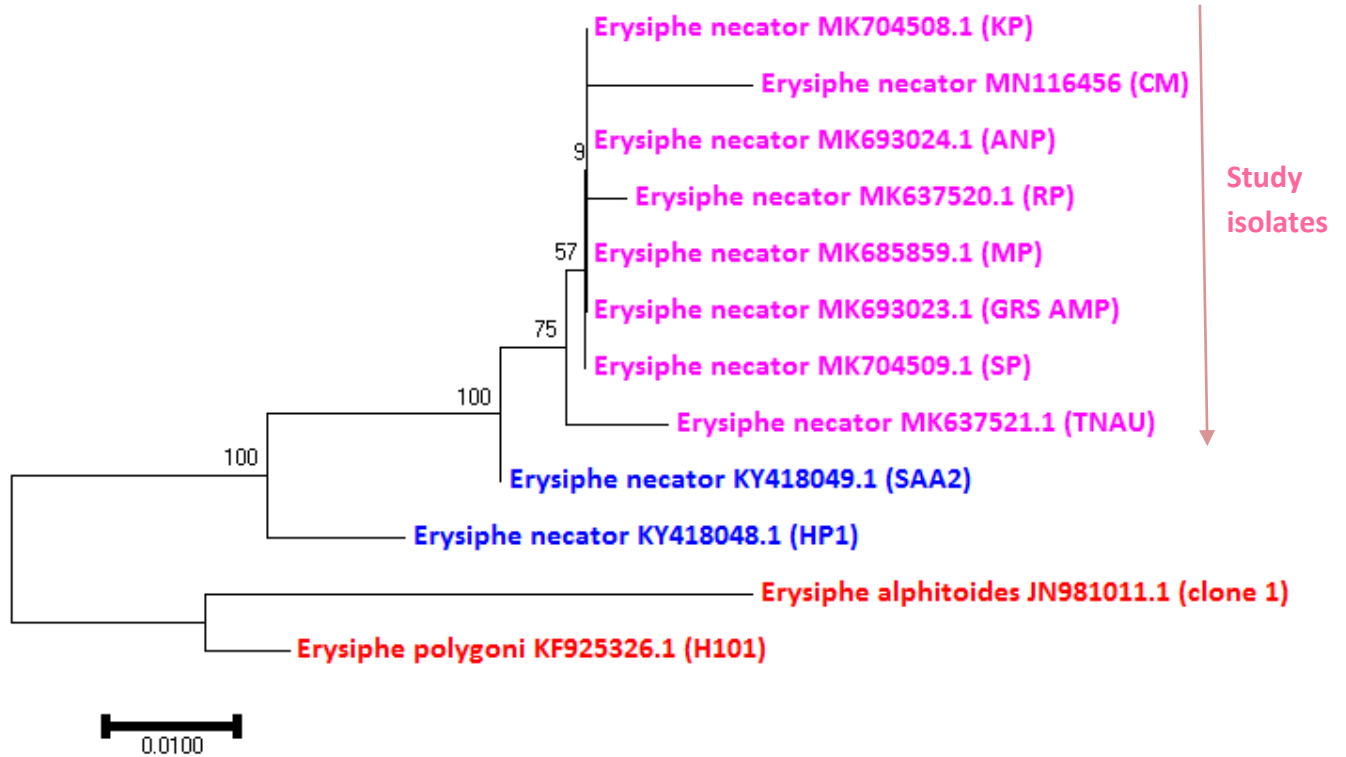 Erysiphe necator MK704508.1 (KP)
Erysiphe necator MN116456 (CM)
Erysiphe necator MK693024.1 (ANP)
9
Study
isolates
Erysiphe necator MK637520.1 (RP)
57
Erysiphe necator MK685859.1 (MP)
Erysiphe necator MK693023.1 (GRS AMP)
75
Erysiphe necator MK704509.1 (SP)
100
Erysiphe necator MK637521.1 (TNAU)
100
Erysiphe necator KY418049.1 (SAA2)
Erysiphe necator KY418048.1 (HP1)
Erysiphe alphitoides JN981011.1 (clone 1)
Erysiphe polygoni KF925326.1 (H101)
0.0100